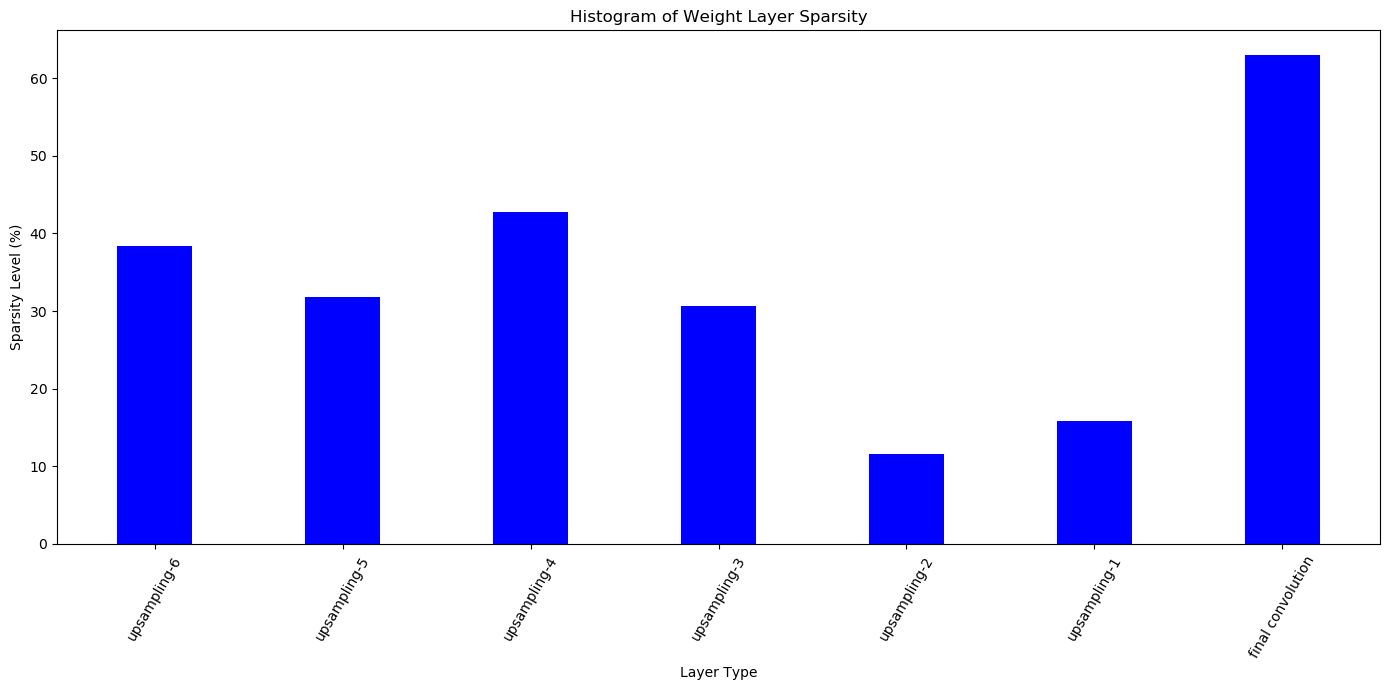 Histogram of Weight Layer Sparsity
Sparsity Level (%)
60
50
40
30
20
10
0
upsampling-6
upsampling-5
upsampling-4
upsampling-3
upsampling-2
upsampling-1
final convolution
Layer Type